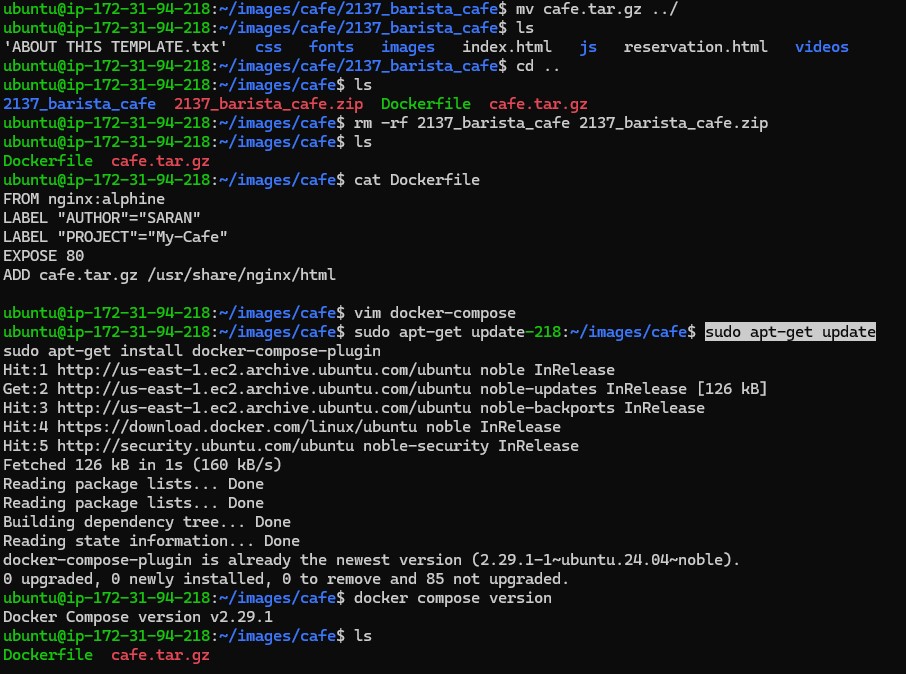 ubuntu@ip-172-31-94-218:~/images/cafe/2137_barista_cafe$ mv cafe.tar.gz ../
ubuntu@ip-172-31-94-218:~/images/cafe/2137_barista_cafe$ ls
'ABOUT THIS TEMPLATE.txt'   css   fonts   images   index.html   js   reservation.html   videos
ubuntu@ip-172-31-94-218:~/images/cafe/2137_barista_cafe$ cd ..
ubuntu@ip-172-31-94-218:~/images/cafe$ ls
2137_barista_cafe  2137_barista_cafe.zip  Dockerfile  cafe.tar.gz
ubuntu@ip-172-31-94-218:~/images/cafe$ rm -rf 2137_barista_cafe 2137_barista_cafe.zip
ubuntu@ip-172-31-94-218:~/images/cafe$ ls
Dockerfile  cafe.tar.gz
ubuntu@ip-172-31-94-218:~/images/cafe$ cat Dockerfile
FROM nginx:alphine
LABEL "AUTHOR"="SARAN"
LABEL "PROJECT"="My-Cafe"
EXPOSE 80
ADD cafe.tar.gz /usr/share/nginx/html
ubuntu@ip-172-31-94-218:~/images/cafe$ vim docker-compose
ubuntu@ip-172-31-94-218:~/images/cafe$ sudo apt-get update-218:~/images/cafe$ sudo apt-get update
sudo apt-get install docker-compose-plugin
Hit:1 http://us-east-1.ec2.archive.ubuntu.com/ubuntu noble InRelease
Get:2 http://us-east-1.ec2.archive.ubuntu.com/ubuntu noble-updates InRelease [126 kB]
Hit:3 http://us-east-1.ec2.archive.ubuntu.com/ubuntu noble-backports InRelease
Hit:4 https://download.docker.com/linux/ubuntu noble InRelease
Hit:5 http://security.ubuntu.com/ubuntu noble-security InRelease
Fetched 126 kB in 1s (160 kB/s)
Reading package lists... Done
Reading package lists... Done
Building dependency tree... Done
Reading state information... Done
docker-compose-plugin is already the newest version (2.29.1-1~ubuntu.24.04~noble).
0 upgraded, 0 newly installed, 0 to remove and 85 not upgraded.
ubuntu@ip-172-31-94-218:~/images/cafe$ docker compose version
Docker Compose version v2.29.1
ubuntu@ip-172-31-94-218:~/images/cafe$ ls
Dockerfile  cafe.tar.gz